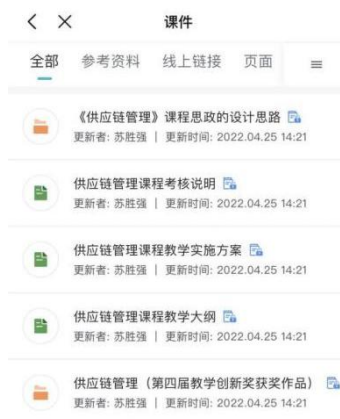 课件
全部 参考资料 线上链接 页面
《供应链管理》课程思政的设计思路
更新者: 苏胜强 | 更新时间: 2022.04.25 14:21
供应链管理课程考核说明
更新者: 苏胜强 | 更新时间: 2022.04.25 14:21
供应链管理课程教学实施方案
更新者: 苏胜强 | 更新时间: 2022.04.25 14:21
供应链管理课程教学大纲
更新者: 苏胜强 | 更新时间: 2022.04.25 14:21
供应链管理（第四届教学创新奖获奖作品）
更新者: 苏胜强 | 更新时间: 2022.04.25 14:21